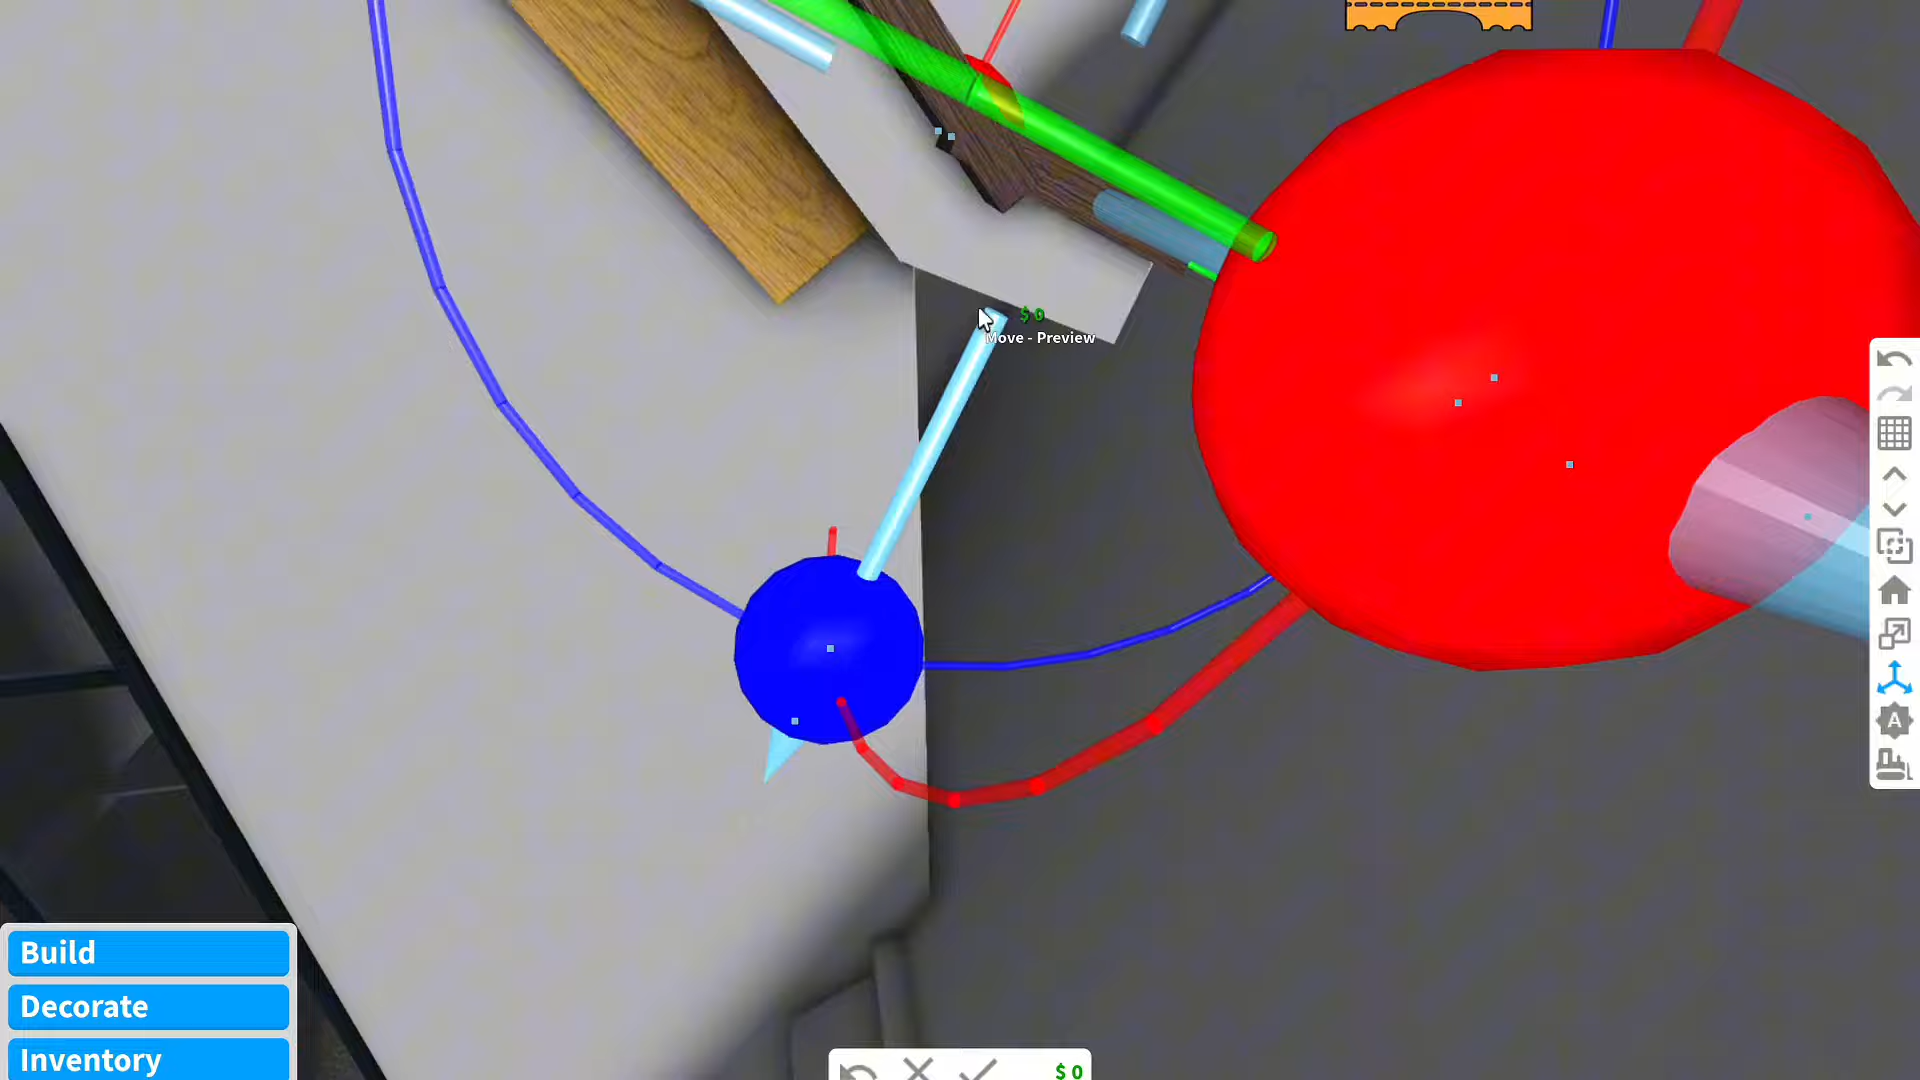 $ 0
Move - Preview
A
Build
Decorate
Inventory
$ 0